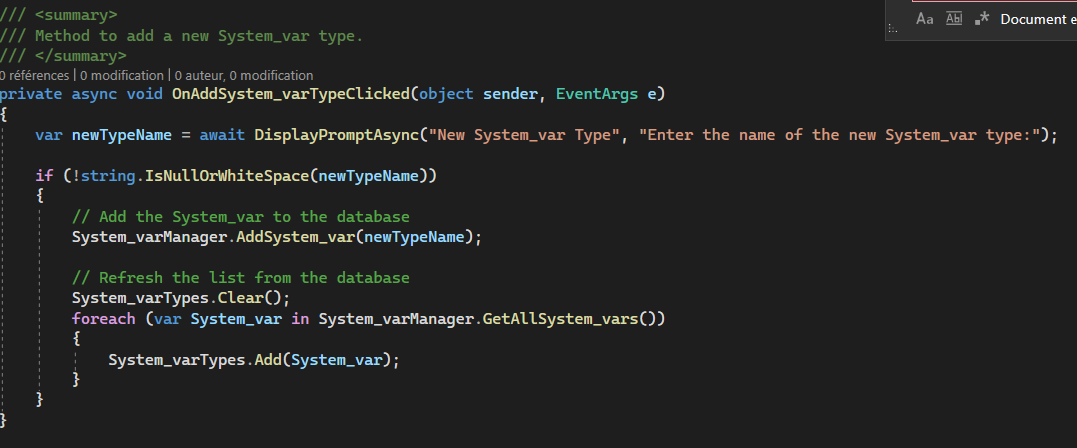 /// <summary>
/// Method to add a new System_var type.
/// </summary>
0 références | 0 modification | 0 auteur, 0 modification
private async void OnAddSystem_varTypeClicked(object sender, EventArgs e)
{
    var newTypeName = await DisplayPromptAsync("New System_var Type", "Enter the name of the new System_var type:");

    if (!string.IsNullOrWhiteSpace(newTypeName))
    {
        // Add the System_var to the database
        System_varManager.AddSystem_var(newTypeName);

        // Refresh the list from the database
        System_varTypes.Clear();
        foreach (var System_var in System_varManager.GetAllSystem_vars())
        {
            System_varTypes.Add(System_var);
        }
    }
}
Aa Abl .* Document e